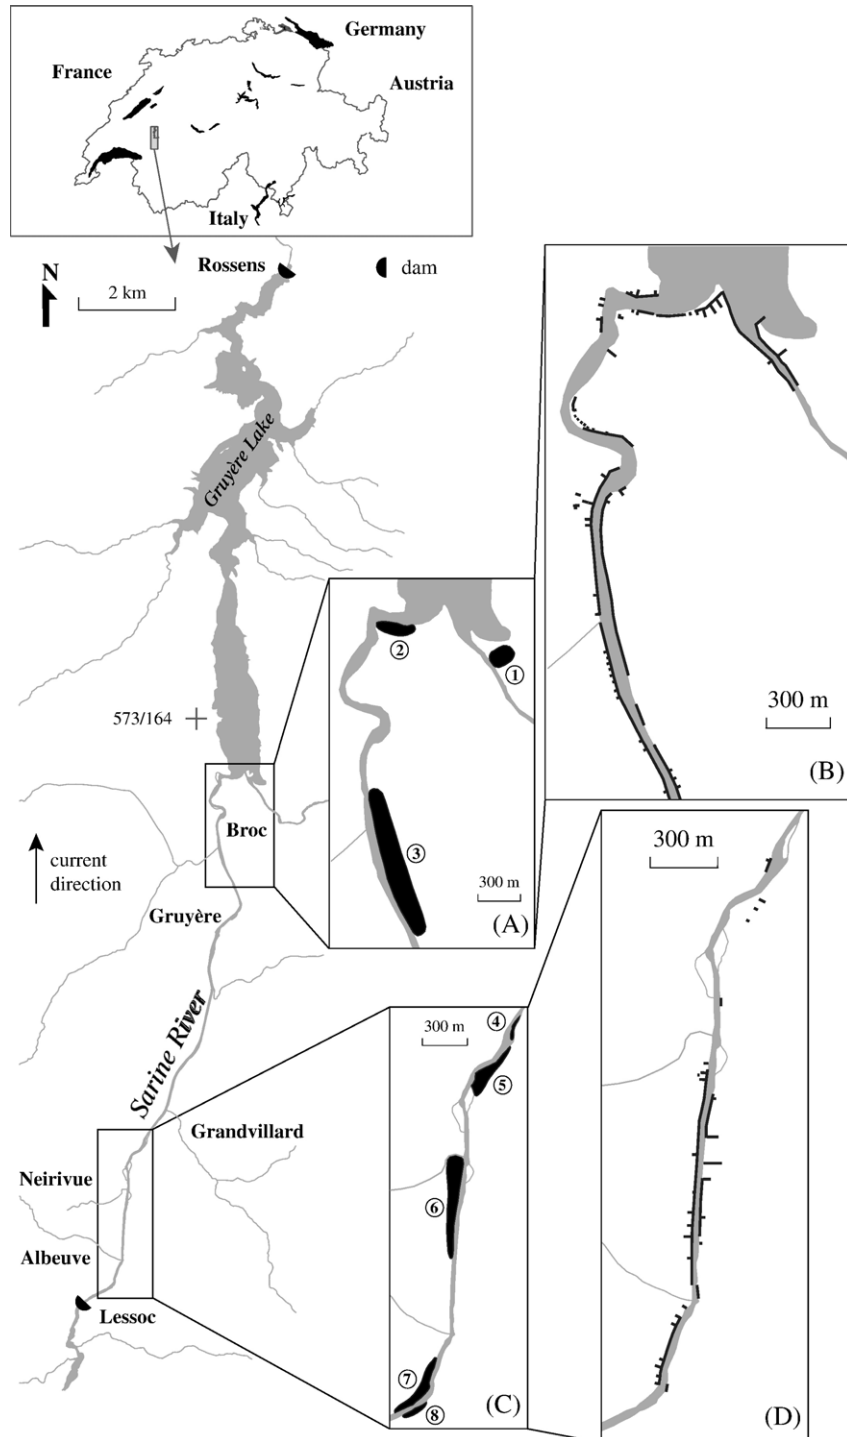 Germany
France
Austria
Italy
Rossens
dam
N
2 km
Gruyère Lake
573/164
Broc
current
direction
Gruyère
Sarine River
Grandvillard
Neirivue
Albeuve
Lessoc
2
1
3
300 m
(A)
300 m
(B)
300 m
4
5
6
7
8
(C)
300 m
(D)